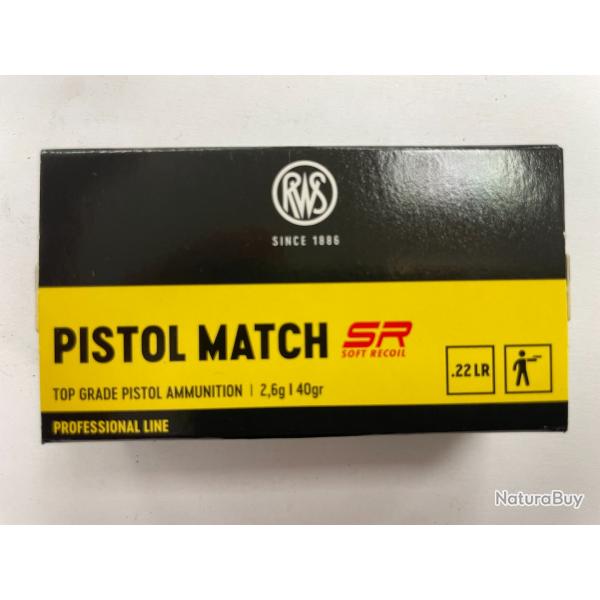 RWS
SINCE 1886
PISTOL MATCH SR
SOFT RECOIL
TOP GRADE PISTOL AMMUNITION | 2,6g | 40gr
.22 LR
PROFESSIONAL LINE
NaturaBuy